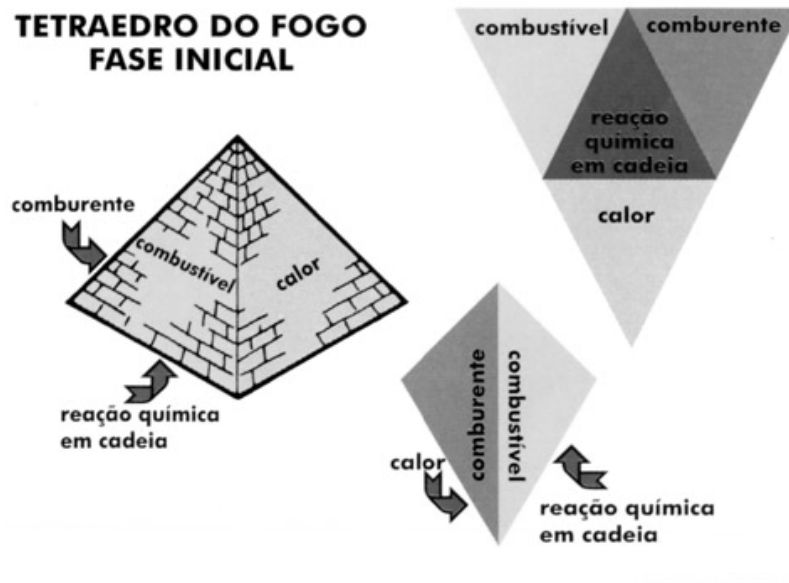 TETRAEDRO DO FOGO
FASE INICIAL
combustível
comburente
reação
química
em cadeia
calor
comburente
combustível
calor
reação química
em cadeia
comburente
combustível
calor
reação química
em cadeia